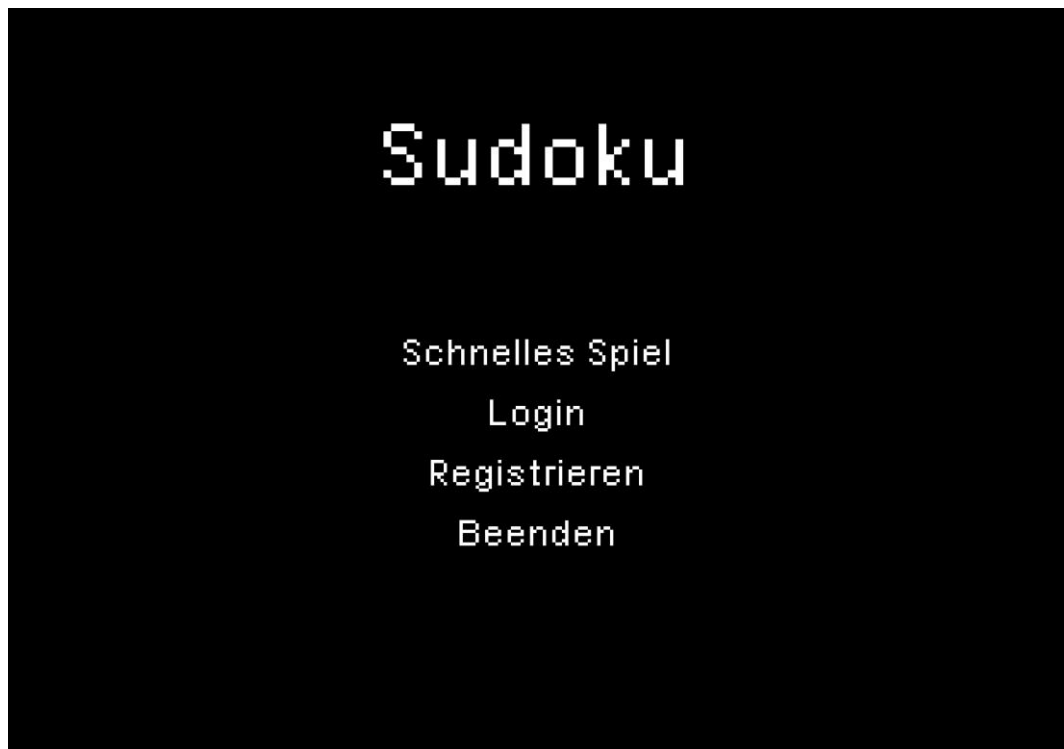 Sudoku
Schnelles Spiel
Login
Registrieren
Beenden